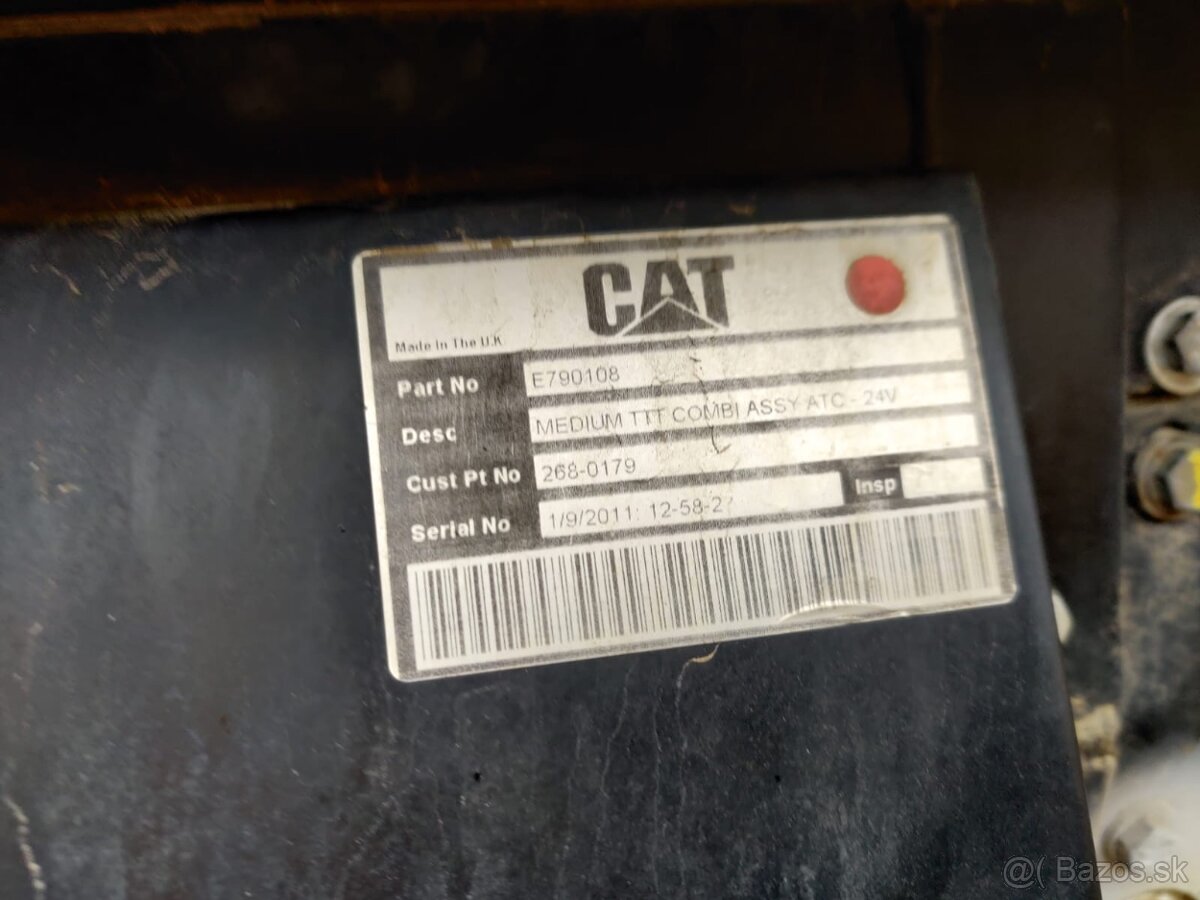 CAT
Made In The U.K
Part No E790108
Desc MEDIUM TTT COMBI ASSY ATC - 24V
Cust Pt No 268-0179
Serial No 1/9/2011: 12-58-2 Insp
@( Bazos.sk